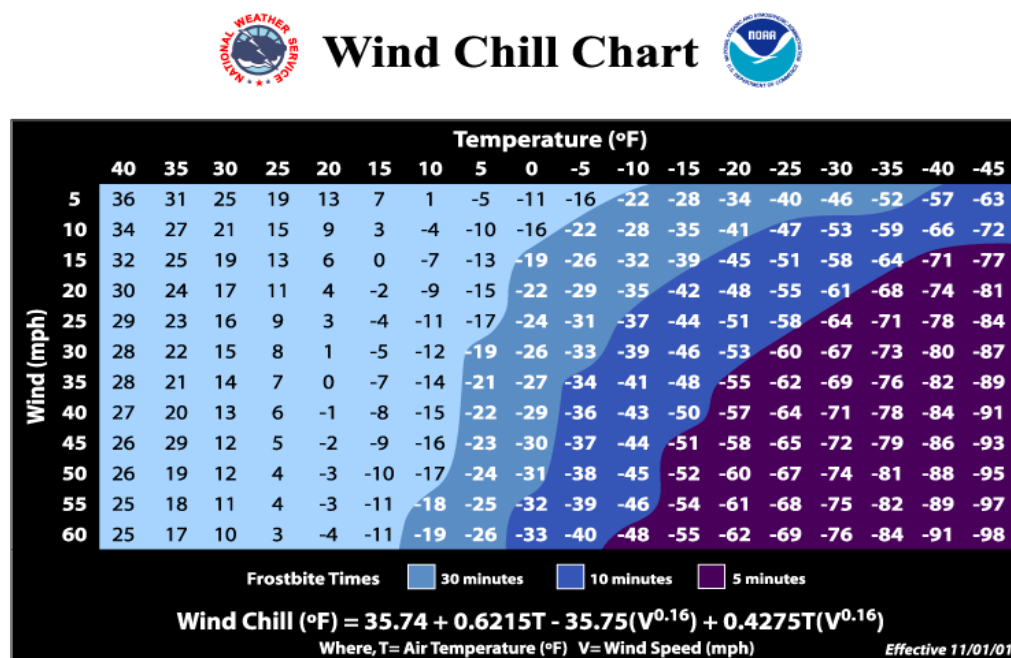 NATIONAL WEATHER SERVICE
Wind Chill Chart
NOAA
NATIONAL OCEANIC AND ATMOSPHERIC ADMINISTRATION
U.S. DEPARTMENT OF COMMERCE
Temperature (ºF)
40 35 30 25 20 15 10 5 0 -5 -10 -15 -20 -25 -30 -35 -40 -45
Wind (mph)
5 36 31 25 19 13 7 1 -5 -11 -16 -22 -28 -34 -40 -46 -52 -57 -63
10 34 27 21 15 9 3 -4 -10 -16 -22 -28 -35 -41 -47 -53 -59 -66 -72
15 32 25 19 13 6 0 -7 -13 -19 -26 -32 -39 -45 -51 -58 -64 -71 -77
20 30 24 17 11 4 -2 -9 -15 -22 -29 -35 -42 -48 -55 -61 -68 -74 -81
25 29 23 16 9 3 -4 -11 -17 -24 -31 -37 -44 -51 -58 -64 -71 -78 -84
30 28 22 15 8 1 -5 -12 -19 -26 -33 -39 -46 -53 -60 -67 -73 -80 -87
35 28 21 14 7 0 -7 -14 -21 -27 -34 -41 -48 -55 -62 -69 -76 -82 -89
40 27 20 13 6 -1 -8 -15 -22 -29 -36 -43 -50 -57 -64 -71 -78 -84 -91
45 26 29 12 5 -2 -9 -16 -23 -30 -37 -44 -51 -58 -65 -72 -79 -86 -93
50 26 19 12 4 -3 -10 -17 -24 -31 -38 -45 -52 -60 -67 -74 -81 -88 -95
55 25 18 11 4 -3 -11 -18 -25 -32 -39 -46 -54 -61 -68 -75 -82 -89 -97
60 25 17 10 3 -4 -11 -19 -26 -33 -40 -48 -55 -62 -69 -76 -84 -91 -98
Frostbite Times 30 minutes 10 minutes 5 minutes
Wind Chill (ºF) = 35.74 + 0.6215T - 35.75(V^0.16) + 0.4275T(V^0.16)
Where, T= Air Temperature (ºF) V= Wind Speed (mph) Effective 11/01/01